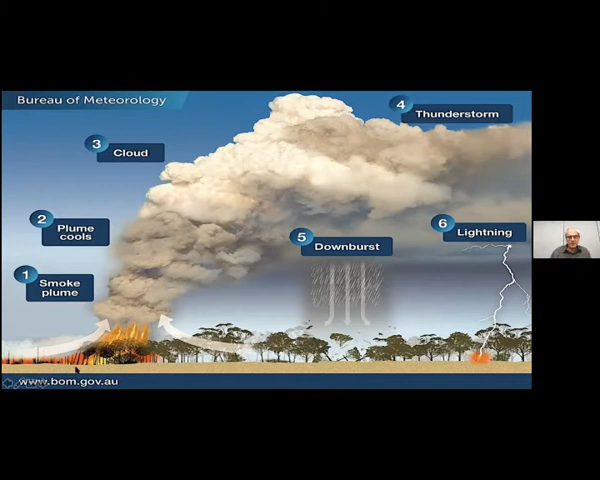 Bureau of Meteorology
4
Thunderstorm
3
Cloud
2
Plume
cools
5
Downburst
6
Lightning
1
Smoke
plume
www.bom.gov.au